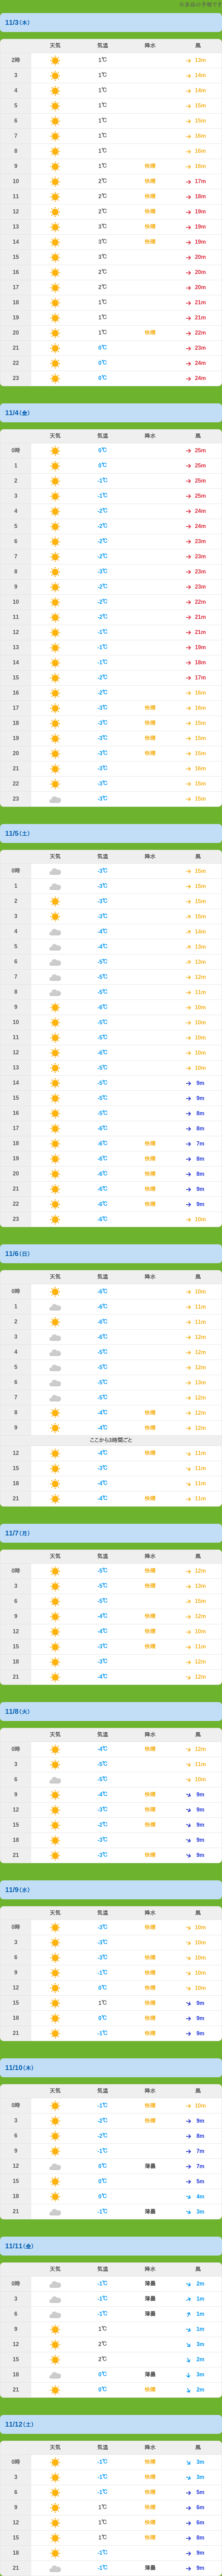 の予報です
11/3(木)
天気 気温 降水 風
2時 1℃ 13m
3 1℃ 14m
4 1℃ 14m
5 1℃ 15m
6 1℃ 15m
7 1℃ 16m
8 1℃ 16m
9 1℃ 快晴 16m
10 2℃ 快晴 17m
11 2℃ 快晴 18m
12 2℃ 快晴 19m
13 3℃ 快晴 19m
14 3℃ 快晴 19m
15 3℃ 20m
16 2℃ 20m
17 2℃ 20m
18 1℃ 21m
19 1℃ 21m
20 1℃ 快晴 22m
21 0℃ 23m
22 0℃ 24m
23 0℃ 24m
11/4(金)
天気 気温 降水 風
0時 0℃ 25m
1 0℃ 25m
2 -1℃ 25m
3 -1℃ 25m
4 -2℃ 24m
5 -2℃ 24m
6 -2℃ 23m
7 -2℃ 23m
8 -3℃ 23m
9 -2℃ 23m
10 -2℃ 22m
11 -2℃ 21m
12 -1℃ 21m
13 -1℃ 19m
14 -1℃ 18m
15 -2℃ 17m
16 -2℃ 16m
17 -3℃ 快晴 16m
18 -3℃ 快晴 15m
19 -3℃ 快晴 15m
20 -3℃ 快晴 15m
21 -3℃ 16m
22 -3℃ 15m
23 -3℃ 15m
11/5(土)
天気 気温 降水 風
0時 -3℃ 15m
1 -3℃ 15m
2 -3℃ 15m
3 -3℃ 15m
4 -4℃ 14m
5 -4℃ 13m
6 -5℃ 13m
7 -5℃ 12m
8 -5℃ 11m
9 -6℃ 10m
10 -5℃ 10m
11 -5℃ 10m
12 -6℃ 10m
13 -5℃ 10m
14 -5℃ 9m
15 -5℃ 9m
16 -5℃ 8m
17 -6℃ 8m
18 -6℃ 快晴 7m
19 -6℃ 快晴 8m
20 -6℃ 快晴 8m
21 -6℃ 快晴 9m
22 -6℃ 快晴 9m
23 -6℃ 10m
11/6(日)
天気 気温 降水 風
0時 -6℃ 10m
1 -6℃ 11m
2 -6℃ 11m
3 -6℃ 12m
4 -5℃ 12m
5 -5℃ 12m
6 -5℃ 13m
7 -5℃ 12m
8 -4℃ 快晴 12m
9 -4℃ 快晴 12m
ここから3時間ごと
12 -4℃ 快晴 11m
15 -3℃ 11m
18 -4℃ 11m
21 -4℃ 快晴 11m
11/7(月)
天気 気温 降水 風
0時 -5℃ 快晴 12m
3 -5℃ 快晴 13m
6 -5℃ 15m
9 -4℃ 快晴 12m
12 -4℃ 快晴 10m
15 -3℃ 快晴 11m
18 -3℃ 12m
21 -4℃ 12m
11/8(火)
天気 気温 降水 風
0時 -4℃ 快晴 12m
3 -5℃ 11m
6 -5℃ 10m
9 -4℃ 快晴 9m
12 -3℃ 快晴 9m
15 -2℃ 快晴 9m
18 -3℃ 9m
21 -3℃ 快晴 9m
11/9(水)
天気 気温 降水 風
0時 -3℃ 快晴 10m
3 -3℃ 10m
6 -3℃ 快晴 10m
9 -1℃ 快晴 10m
12 0℃ 快晴 10m
15 1℃ 快晴 9m
18 0℃ 快晴 9m
21 -1℃ 快晴 9m
11/10(木)
天気 気温 降水 風
0時 -1℃ 快晴 10m
3 -2℃ 快晴 9m
6 -2℃ 8m
9 -1℃ 7m
12 0℃ 薄曇 7m
15 0℃ 5m
18 0℃ 4m
21 -1℃ 薄曇 3m
11/11(金)
天気 気温 降水 風
0時 -1℃ 薄曇 2m
3 -1℃ 薄曇 1m
6 -1℃ 薄曇 1m
9 1℃ 1m
12 2℃ 3m
15 2℃ 2m
18 0℃ 薄曇 3m
21 0℃ 快晴 2m
11/12(土)
天気 気温 降水 風
0時 -1℃ 快晴 3m
3 -1℃ 快晴 3m
6 -1℃ 快晴 5m
9 1℃ 快晴 6m
12 1℃ 快晴 6m
15 1℃ 快晴 8m
18 -1℃ 9m
21 -1℃ 薄曇 9m